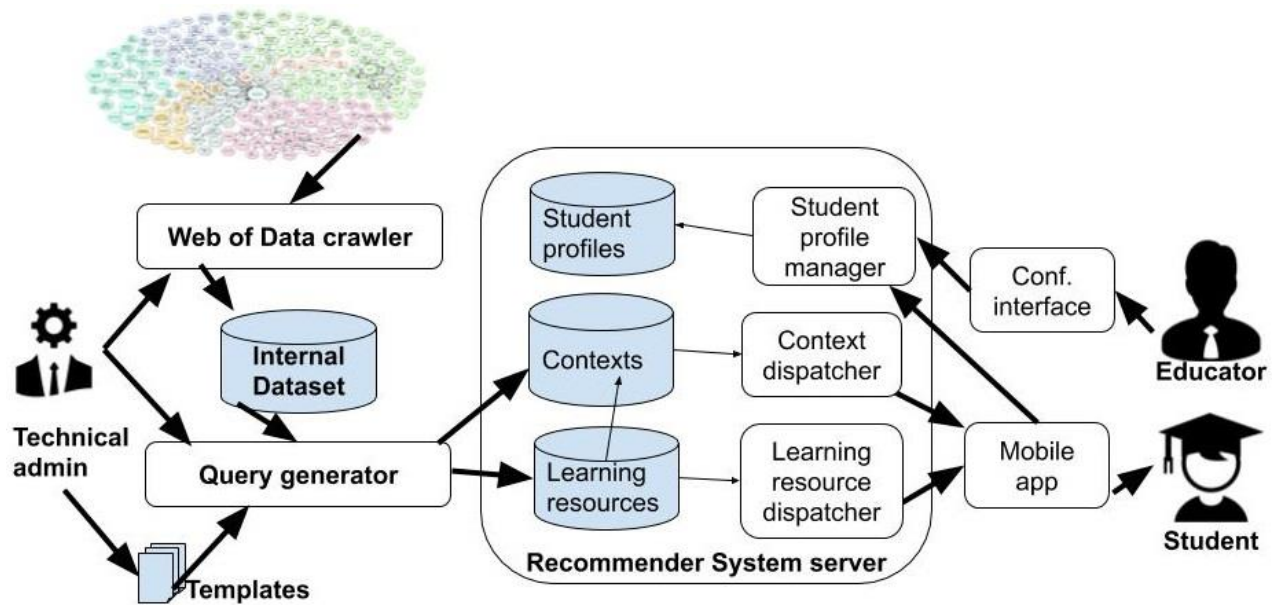 Web of Data crawler
Internal
Dataset
Technical
admin
Query generator
Templates
Student
profiles
Student
profile
manager
Contexts
Context
dispatcher
Learning
resources
Learning
resource
dispatcher
Recommender System server
Conf.
interface
Educator
Mobile
app
Student